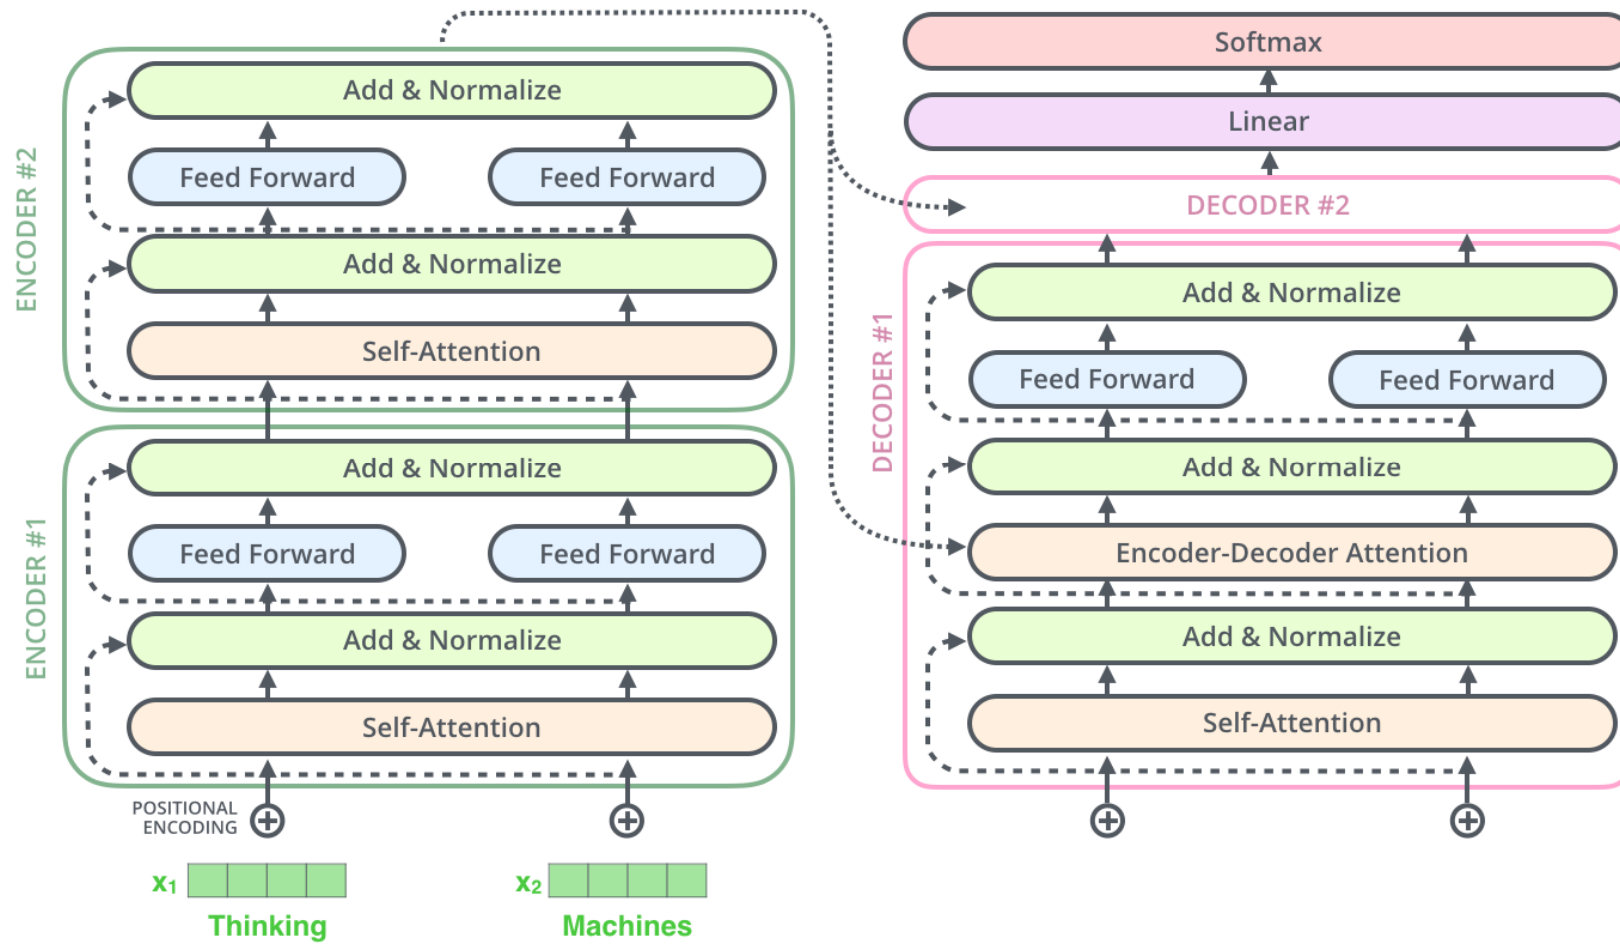 ENCODER #2
Add & Normalize
Feed Forward
Feed Forward
Add & Normalize
Self-Attention
ENCODER #1
Add & Normalize
Feed Forward
Feed Forward
Add & Normalize
Self-Attention
POSITIONAL
ENCODING
x₁
x₂
Thinking
Machines
Softmax
Linear
DECODER #2
DECODER #1
Add & Normalize
Feed Forward
Feed Forward
Add & Normalize
Encoder-Decoder Attention
Add & Normalize
Self-Attention